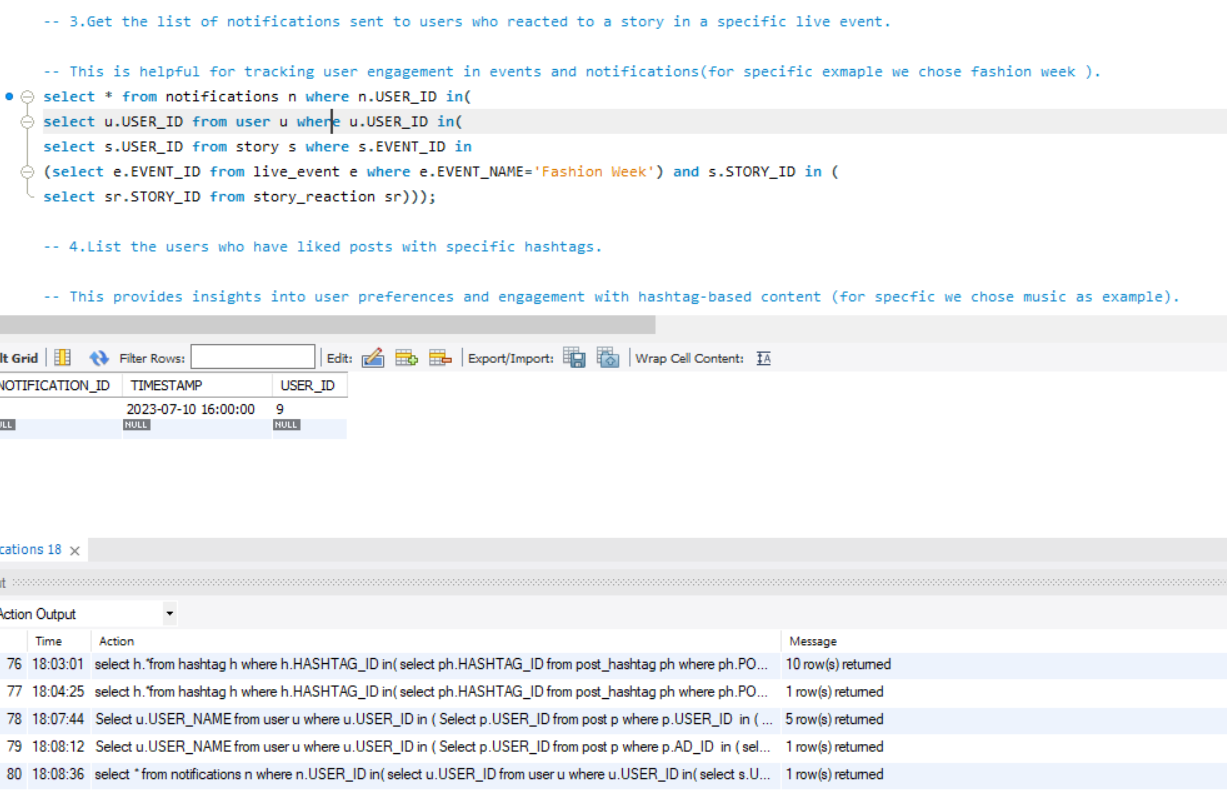 -- 3.Get the list of notifications sent to users who reacted to a story in a specific live event.
-- This is helpful for tracking user engagement in events and notifications(for specific exmaple we chose fashion week ).
select * from notifications n where n.USER_ID in(
select u.USER_ID from user u where u.USER_ID in(
select s.USER_ID from story s where s.EVENT_ID in
(select e.EVENT_ID from live_event e where e.EVENT_NAME='Fashion Week') and s.STORY_ID in (
select sr.STORY_ID from story_reaction sr)));
-- 4.List the users who have liked posts with specific hashtags.
-- This provides insights into user preferences and engagement with hashtag-based content (for specfic we chose music as example).
lt Grid Filter Rows: Edit: Export/Import: Wrap Cell Content:
NOTIFICATION_ID TIMESTAMP USER_ID
2023-07-10 16:00:00 9
ULL NULL NULL
cations 18
ut
Action Output
Time Action Message
76 18:03:01 select h.*from hashtag h where h.HASHTAG_ID in( select ph.HASHTAG_ID from post_hashtag ph where ph.PO... 10 row(s) returned
77 18:04:25 select h.*from hashtag h where h.HASHTAG_ID in( select ph.HASHTAG_ID from post_hashtag ph where ph.PO... 1 row(s) returned
78 18:07:44 Select u.USER_NAME from user u where u.USER_ID in ( Select p.USER_ID from post p where p.USER_ID in ( ... 5 row(s) returned
79 18:08:12 Select u.USER_NAME from user u where u.USER_ID in ( Select p.USER_ID from post p where p.AD_ID in ( sel... 1 row(s) returned
80 18:08:36 select * from notifications n where n.USER_ID in( select u.USER_ID from user u where u.USER_ID in( select s.U... 1 row(s) returned